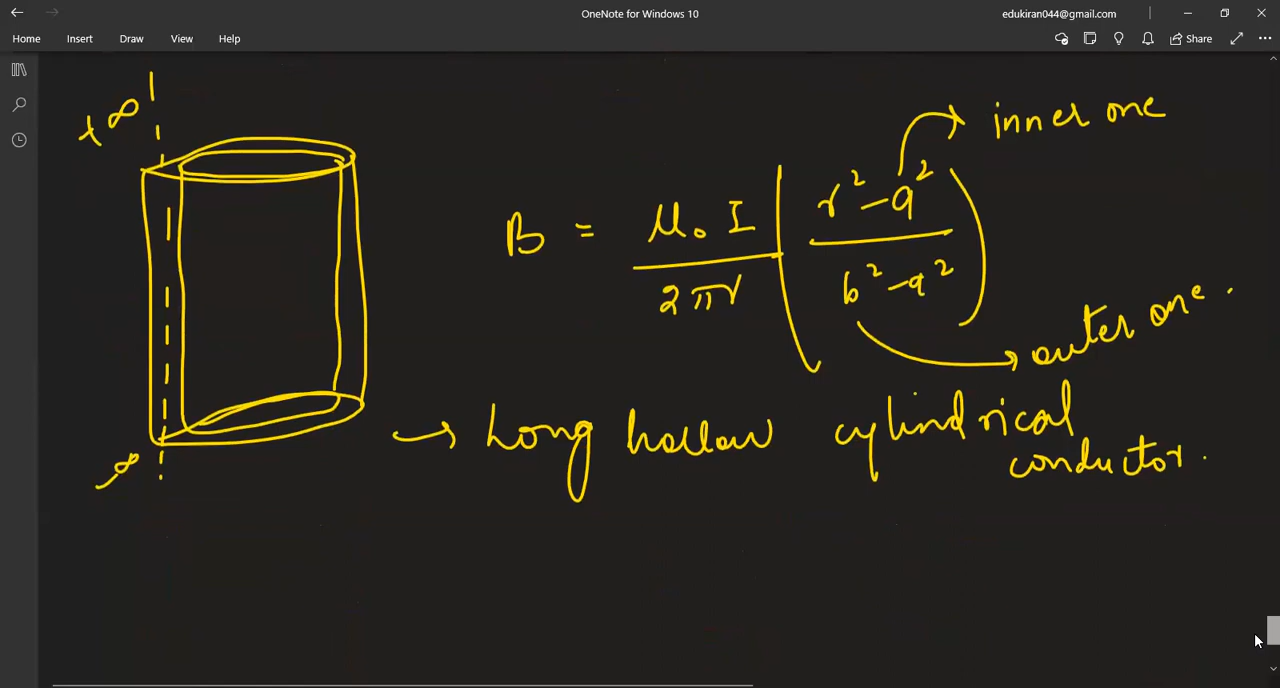 OneNote for Windows 10
edukiran044@gmail.com
Home Insert Draw View Help
Share
+∞
inner one
B = μ₀ I / 2πr ( r² - a² / b² - a² )
outer one.
-∞
→ Long hollow cylindrical
conductor.